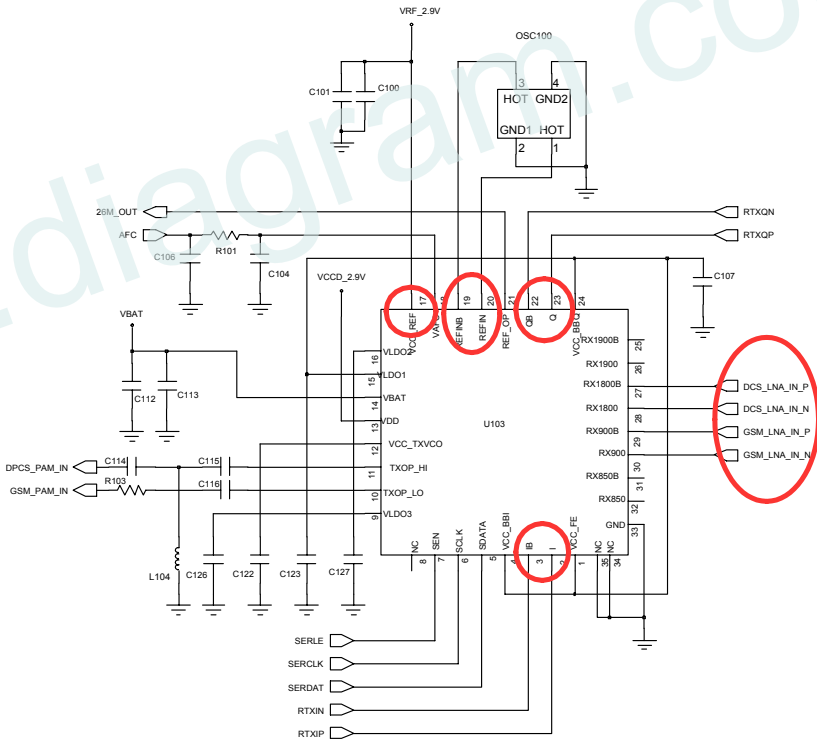 .diagram.co
VRF_2.9V
OSC100
C101
C100
3
4
HOT GND2
GND1 HOT
2
1
26M_OUT
RTXQN
AFC
R101
RTXQP
C106
C104
VCCD_2.9V
C107
VBAT
17
18
19
20
21
22
23
24
VCC_REF
REFINB
REFIN
REF_OP
QB
Q
VCC_BBQ
VLDO2
16
VLDO1
15
VBAT
14
VDD
13
VCC_TXVCO
12
TXOP_HI
11
TXOP_LO
10
VLDO3
9
U103
RX1900B
25
RX1900
26
RX1800B
27
RX1800
28
RX900B
29
RX900
30
RX850B
31
RX850
32
GND
33
DCS_LNA_IN_P
DCS_LNA_IN_N
GSM_LNA_IN_P
GSM_LNA_IN_N
C112
C113
DPCS_PAM_IN
C114
C115
GSM_PAM_IN
R103
C116
NC
SEN
SCLK
SDATA
VCC_BBI
IB
I
VCC_FE
NC
NC
8
7
6
5
4
3
2
1
35
34
L104
C126
C122
C123
C127
SERLE
SERCLK
SERDAT
RTXIN
RTXIP